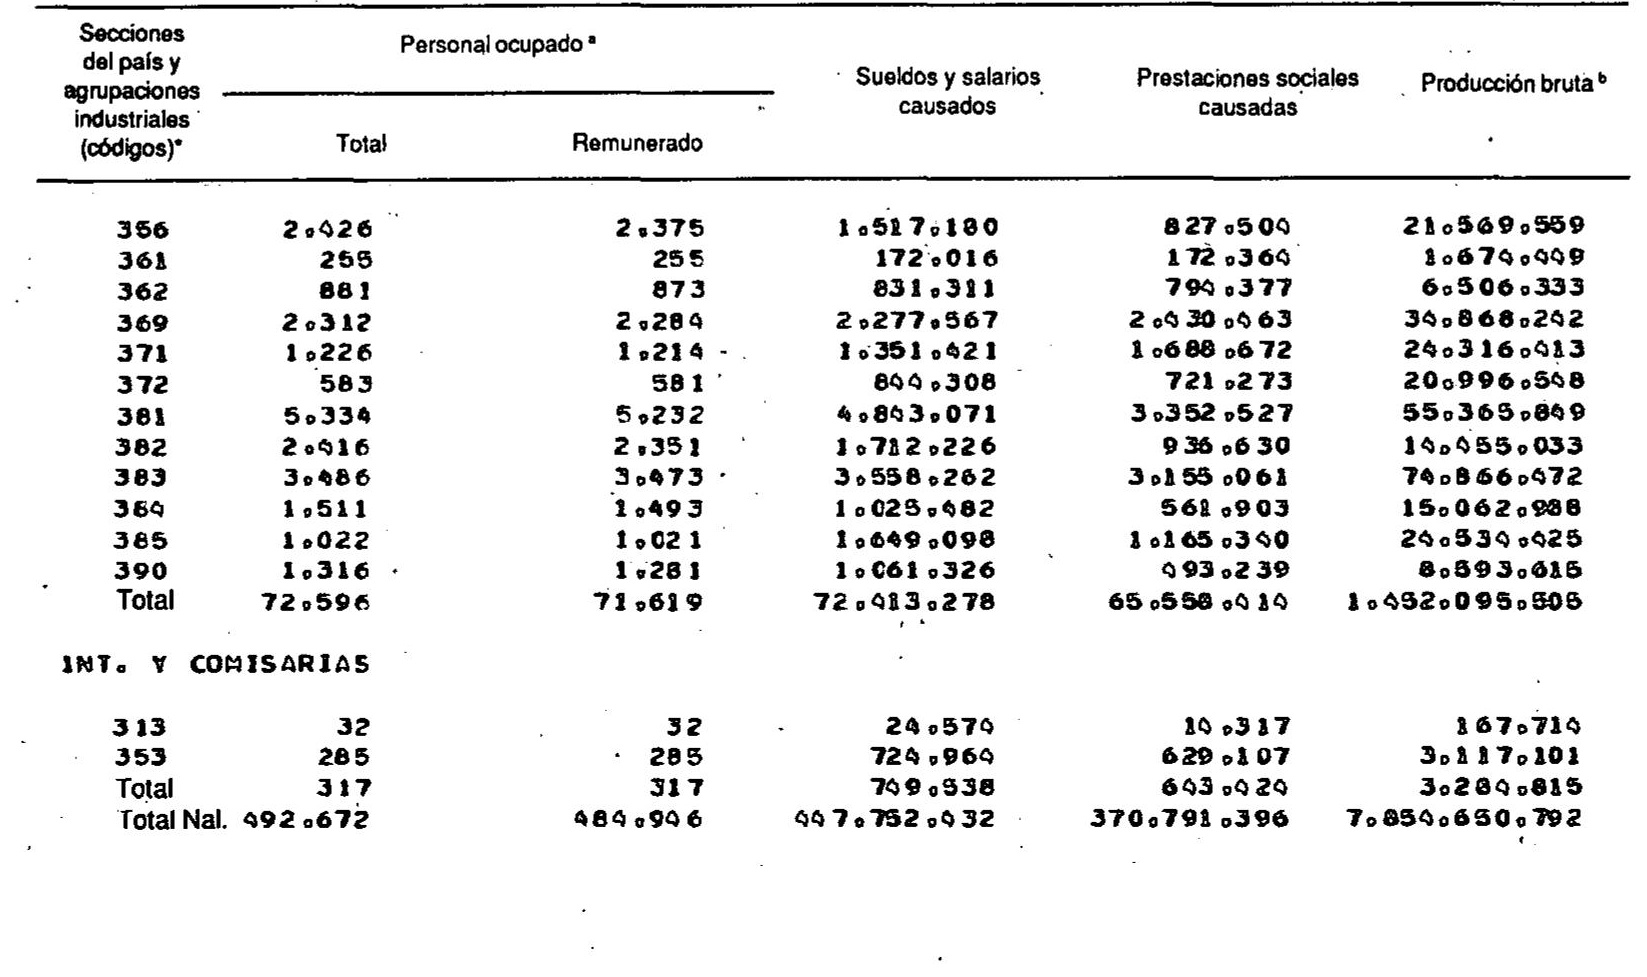 Secciones
del país y
agrupaciones
industriales
(códigos)*
Personal ocupado a
Total
Remunerado
Sueldos y salarios
causados
Prestaciones sociales
causadas
Producción bruta b
356 2.426 2.375 1.517.180 827.504 21.569.559
361 255 255 172.016 172.364 1.674.449
362 881 873 831.311 794.377 6.506.333
369 2.312 2.284 2.277.567 2.430.463 34.868.242
371 1.226 1.214 1.351.421 1.688.672 24.316.413
372 583 581 844.308 721.273 20.996.548
381 5.334 5.232 4.843.071 3.352.527 55.365.849
382 2.416 2.351 1.712.226 936.630 14.455.033
383 3.486 3.473 3.558.262 3.155.061 74.866.472
384 1.511 1.493 1.025.482 561.903 15.062.988
385 1.022 1.021 1.649.098 1.165.340 24.534.425
390 1.316 1.281 1.061.326 493.239 8.593.615
Total 72.596 71.619 72.413.278 65.558.414 1.452.095.505
INT. Y COMISARIAS
313 32 32 24.574 14.317 167.714
353 285 285 724.964 629.107 3.117.101
Total 317 317 749.538 643.424 3.284.815
Total Nal. 492.672 484.946 447.752.432 370.791.396 7.854.650.792